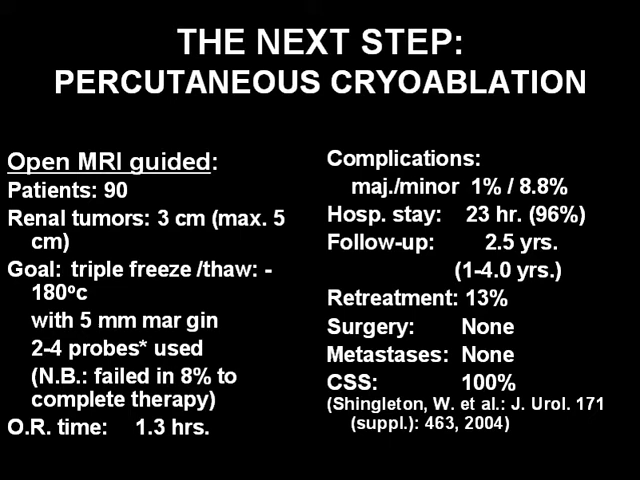 THE NEXT STEP:
PERCUTANEOUS CRYOABLATION
Open MRI guided:
Patients: 90
Renal tumors: 3 cm (max. 5
cm)
Goal: triple freeze /thaw: -
180ºc
with 5 mm mar gin
2-4 probes* used
(N.B.: failed in 8% to
complete therapy)
O.R. time: 1.3 hrs.
Complications:
maj./minor 1% / 8.8%
Hosp. stay: 23 hr. (96%)
Follow-up: 2.5 yrs.
(1-4.0 yrs.)
Retreatment: 13%
Surgery: None
Metastases: None
CSS: 100%
(Shingleton, W. et al.: J. Urol. 171
(suppl.): 463, 2004)